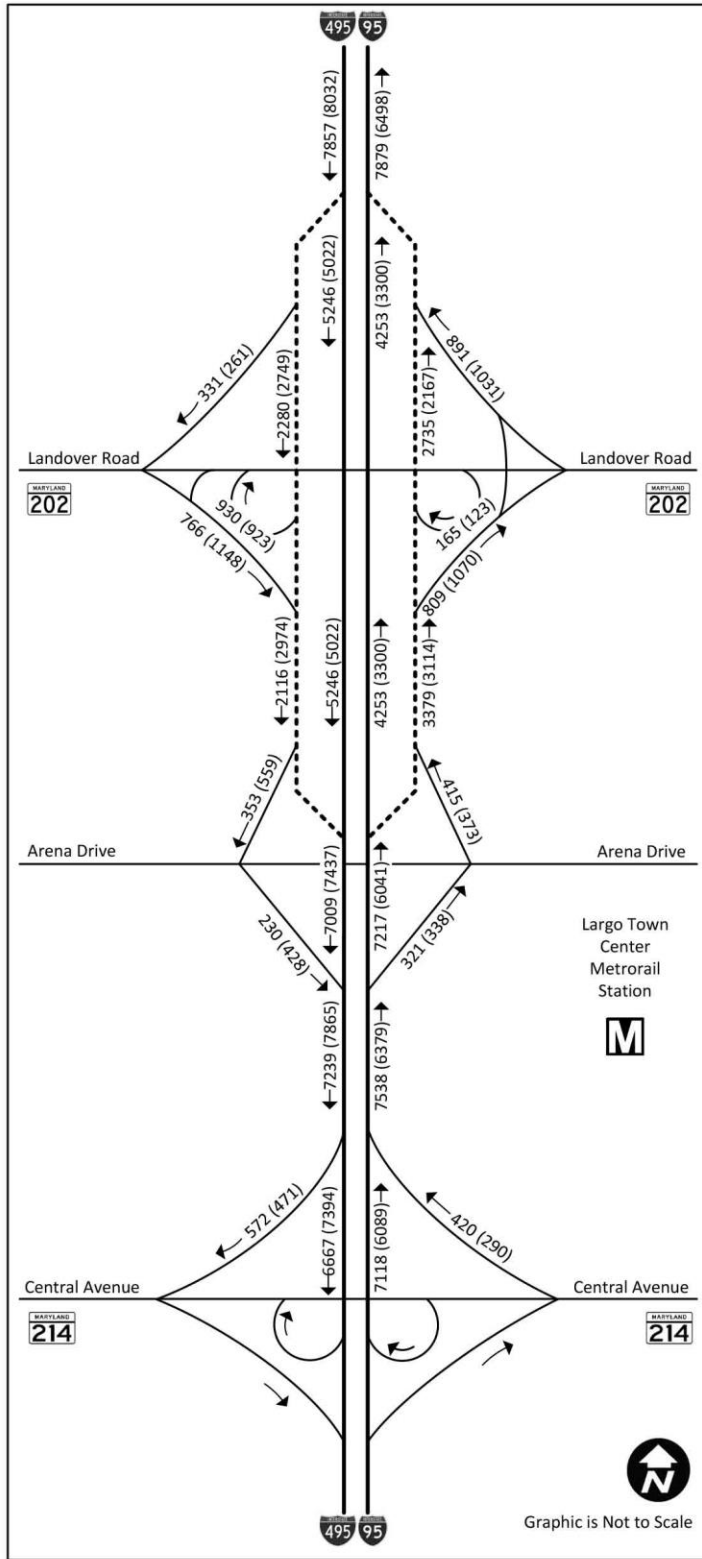 495 95
7857 (8032)
7879 (6498)
5246 (5022)
4253 (3300)
331 (261)
891 (1031)
2280 (2749)
2735 (2167)
Landover Road
Landover Road
MARYLAND
202
MARYLAND
202
930 (923)
165 (123)
766 (1148)
809 (1070)
2116 (2974)
5246 (5022)
4253 (3300)
3379 (3114)
353 (559)
415 (373)
Arena Drive
Arena Drive
7009 (7437)
7217 (6041)
230 (428)
321 (338)
Largo Town
Center
Metrorail
Station
M
7239 (7865)
7538 (6379)
572 (471)
6667 (7394)
7118 (6089)
420 (290)
Central Avenue
Central Avenue
MARYLAND
214
MARYLAND
214
N
Graphic is Not to Scale
495 95